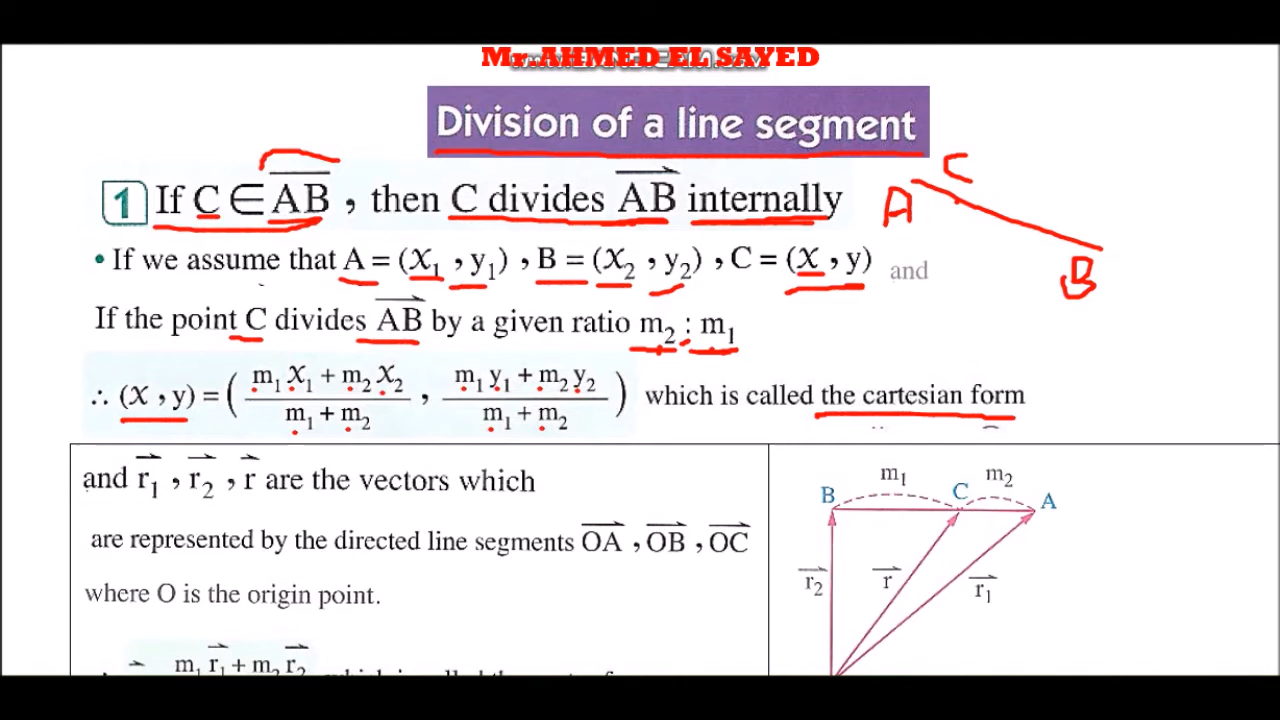 Mr.AHMED EL SAYED
Division of a line segment
1 If C ∈ AB , then C divides AB internally
C
A
B
• If we assume that A = (x₁ , y₁) , B = (x₂ , y₂) , C = (x , y) and
If the point C divides AB by a given ratio m₂ : m₁
∴ (x , y) = ( (m₁ x₁ + m₂ x₂)/(m₁ + m₂) , (m₁ y₁ + m₂ y₂)/(m₁ + m₂) ) which is called the cartesian form
and r₁ , r₂ , r are the vectors which
are represented by the directed line segments OA , OB , OC
where O is the origin point.
m₁ r₁ + m₂ r₂
m₁ m₂
B C A
r₂ r r₁